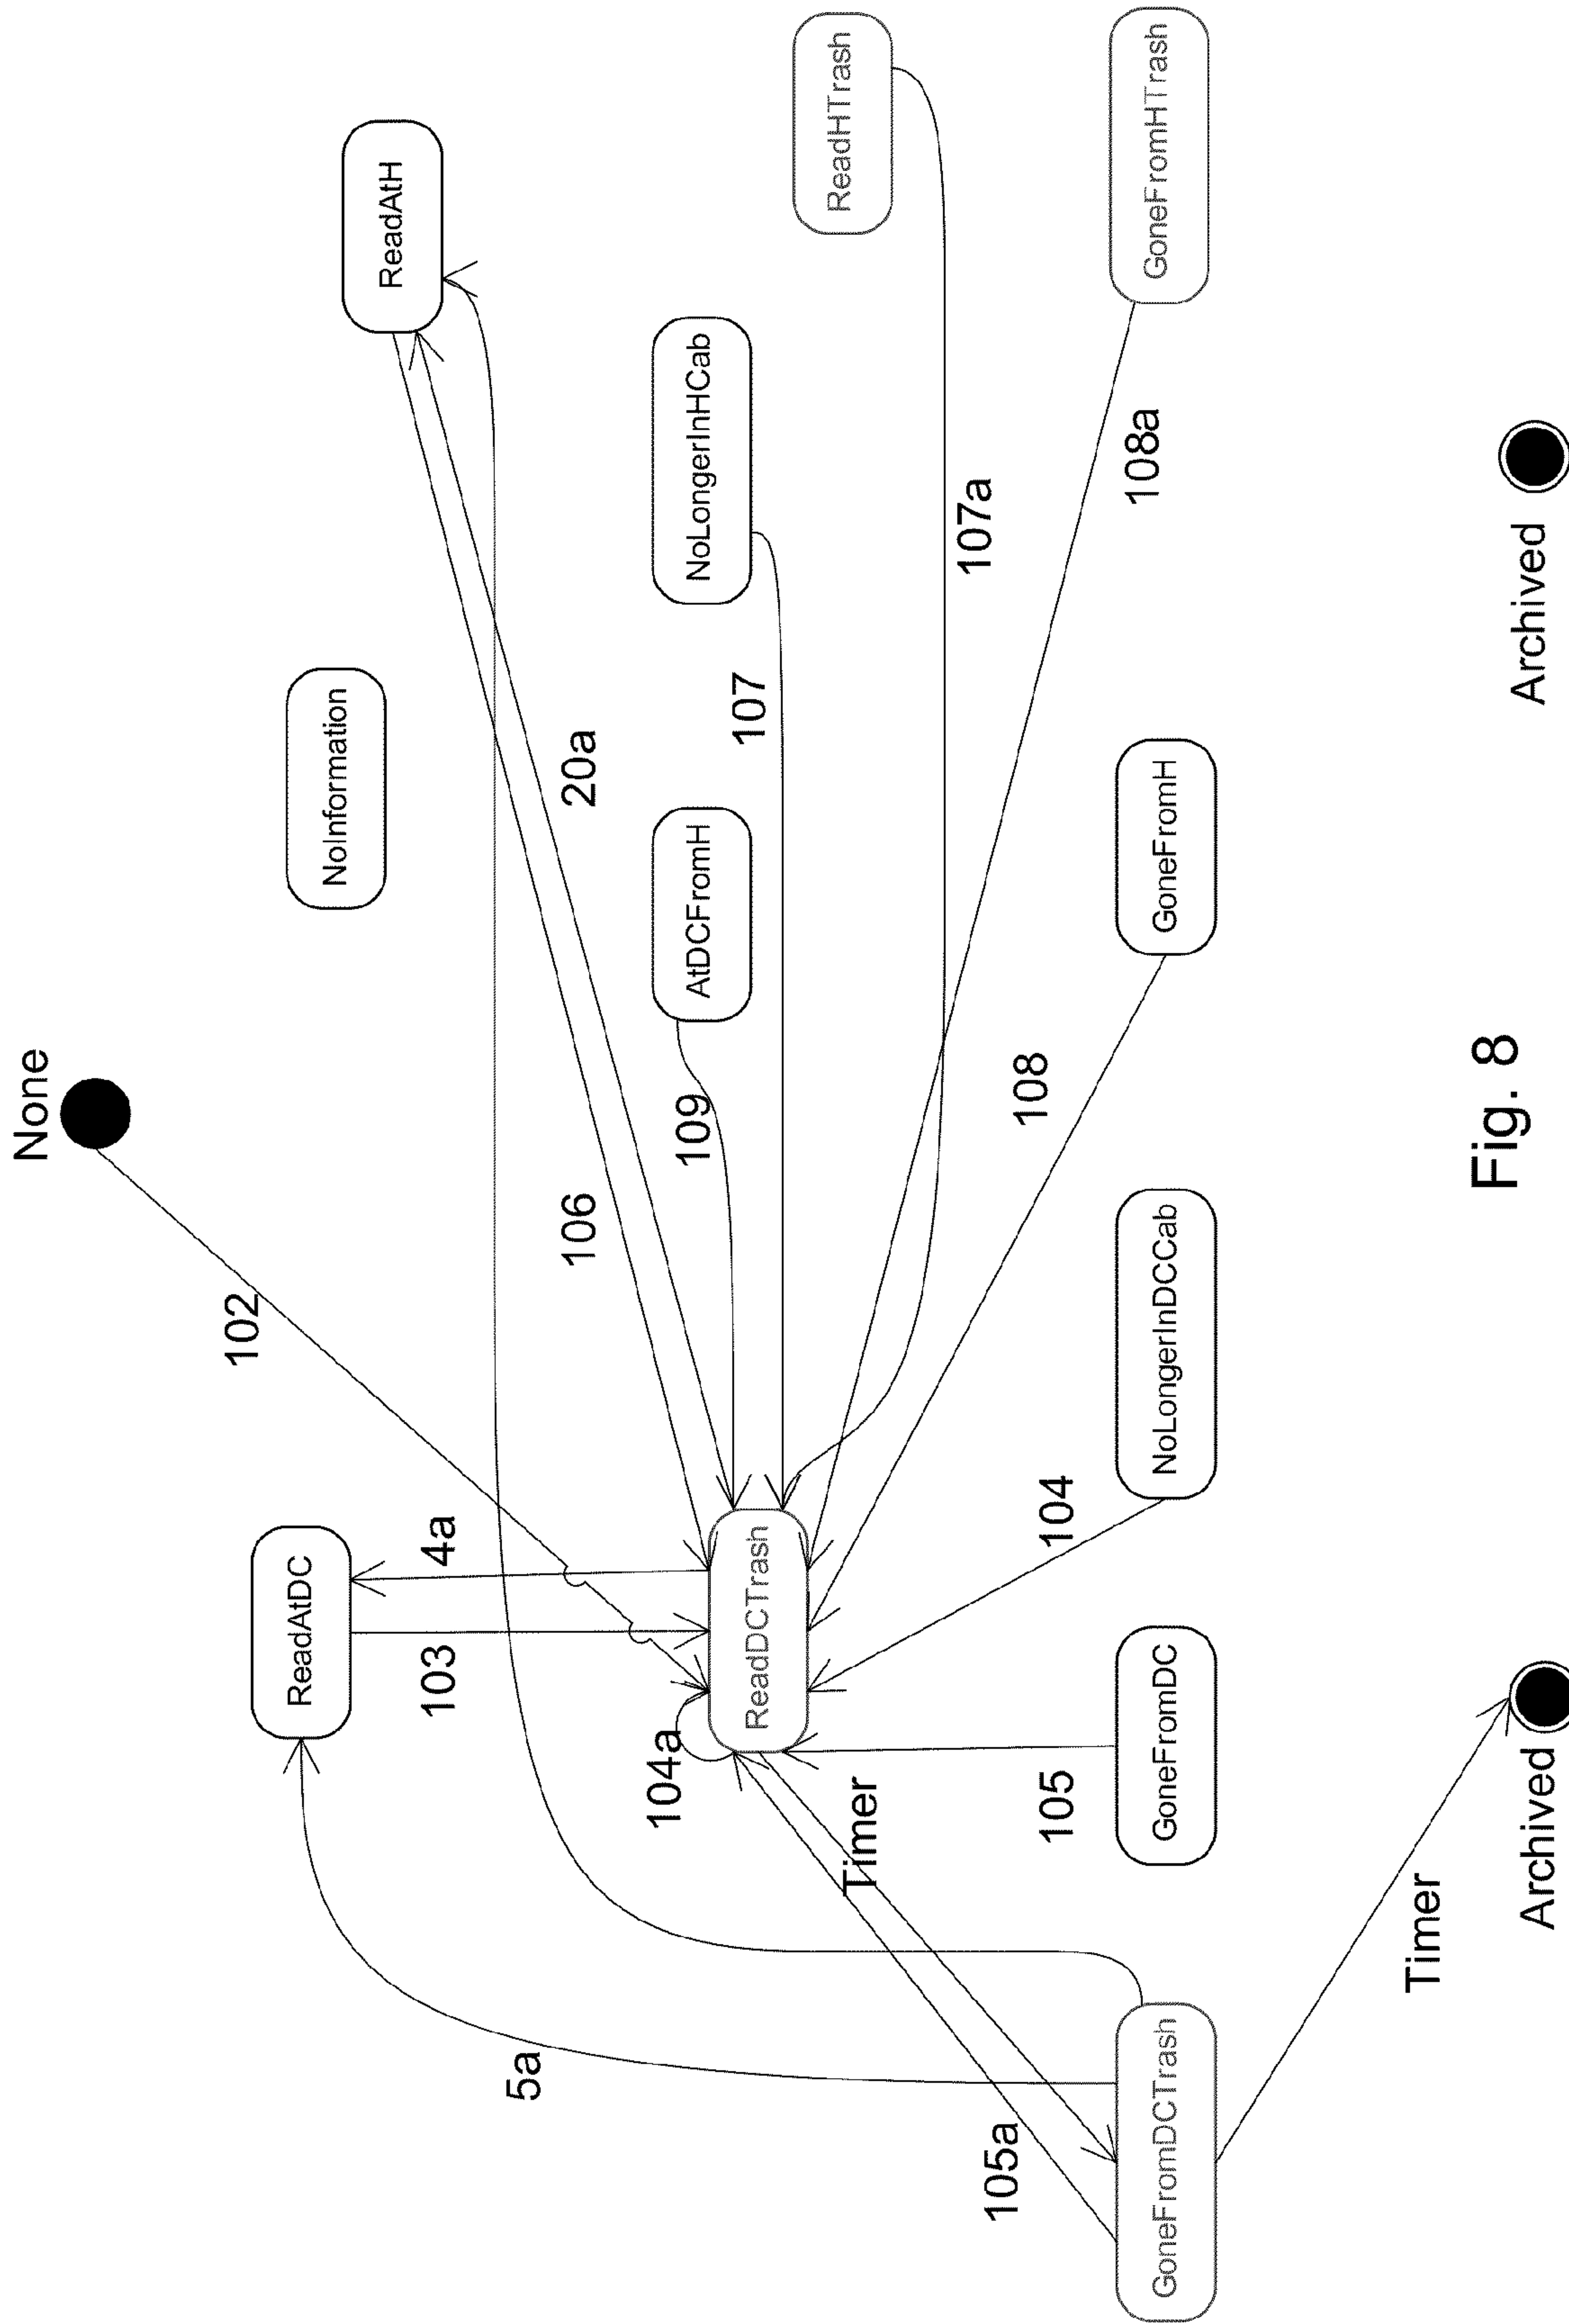 None
102
ReadAtDC
NoInformation
ReadAtH
5a
103
4a
106
20a
104a
109
AtDCFromH
107
NoLongerInHCab
ReadDCTrash
Timer
ReadHTrash
107a
105a
105
104
108
108a
GoneFromDCTrash
GoneFromDC
NoLongerInDCCab
GoneFromH
GoneFromHTrash
Timer
Archived
Archived
Fig. 8